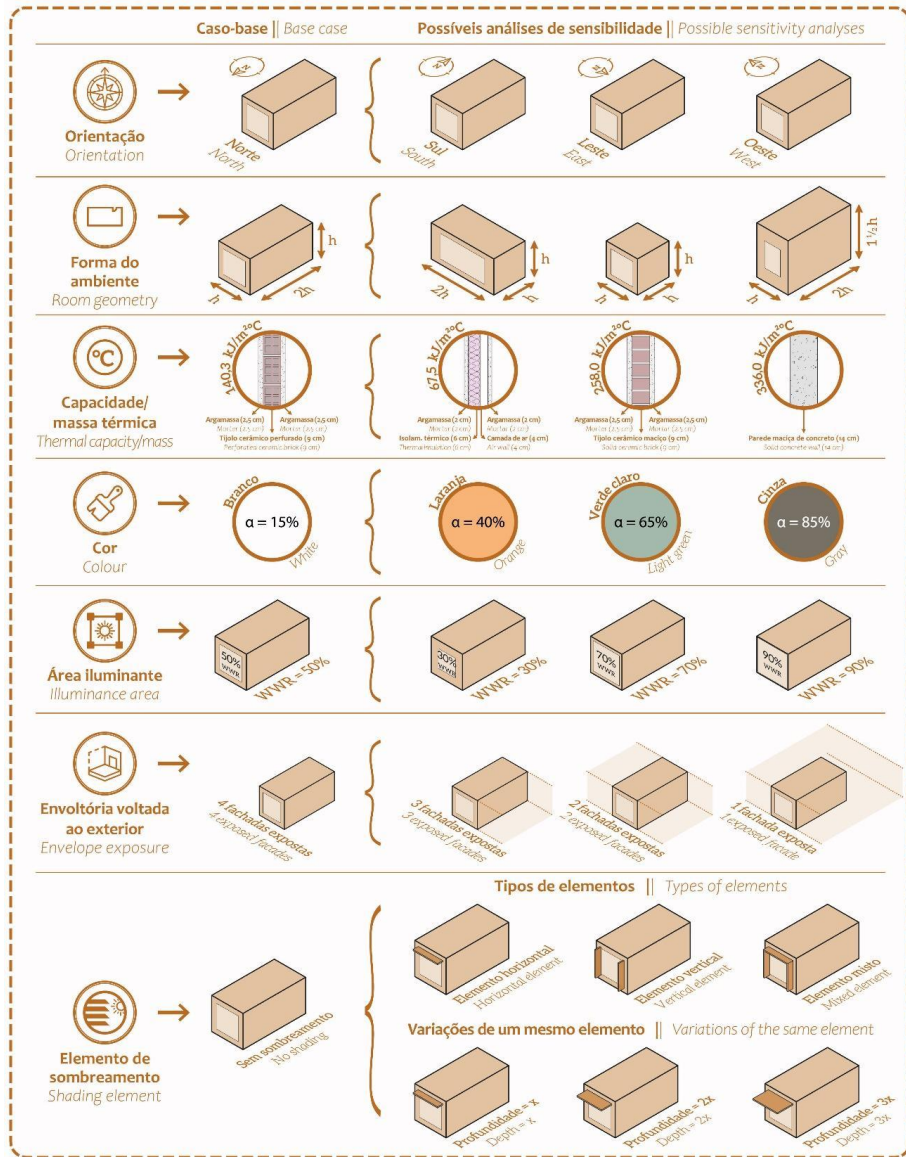 Caso-base || Base case
Possíveis análises de sensibilidade || Possible sensitivity analyses
Orientação
Orientation
N
Norte
North
N
Sul
South
N
Leste
East
N
Oeste
West
Forma do
ambiente
Room geometry
h
h
2h
h
2h
h
h
h
h
1½h
h
2h
°C
Capacidade/
massa térmica
Thermal capacity/mass
140,3 kJ/m²°C
Argamassa (2,5 cm)
Mortar (2,5 cm)
Argamassa (2,5 cm)
Mortar (2,5 cm)
Tijolo cerâmico perfurado (9 cm)
Perforated ceramic brick (9 cm)
67,5 kJ/m²°C
Argamassa (2 cm)
Mortar (2 cm)
Argamassa (2 cm)
Mortar (2 cm)
Isolam. térmico (6 cm)
Thermal insulation (6 cm)
Camada de ar (4 cm)
Air wall (4 cm)
258,0 kJ/m²°C
Argamassa (2,5 cm)
Mortar (2,5 cm)
Argamassa (2,5 cm)
Mortar (2,5 cm)
Tijolo cerâmico maciço (9 cm)
Solid ceramic brick (9 cm)
336,0 kJ/m²°C
Parede maciça de concreto (14 cm)
Solid concrete wall (14 cm)
Cor
Colour
Branco
α = 15%
White
Laranja
α = 40%
Orange
Verde claro
α = 65%
Light green
Cinza
α = 85%
Gray
Área iluminante
Illuminance area
50%
WWR
WWR = 50%
30%
WWR
WWR = 30%
70%
WWR
WWR = 70%
90%
WWR
WWR = 90%
Envoltória voltada
ao exterior
Envelope exposure
4 fachadas expostas
4 exposed facades
3 fachadas expostas
3 exposed facades
2 fachadas expostas
2 exposed facades
1 fachada exposta
1 exposed facade
Tipos de elementos || Types of elements
Elemento horizontal
Horizontal element
Elemento vertical
Vertical element
Elemento misto
Mixed element
Elemento de
sombreamento
Shading element
Sem sombreamento
No shading
Variações de um mesmo elemento || Variations of the same element
Profundidade = x
Depth = x
Profundidade = 2x
Depth = 2x
Profundidade = 3x
Depth = 3x